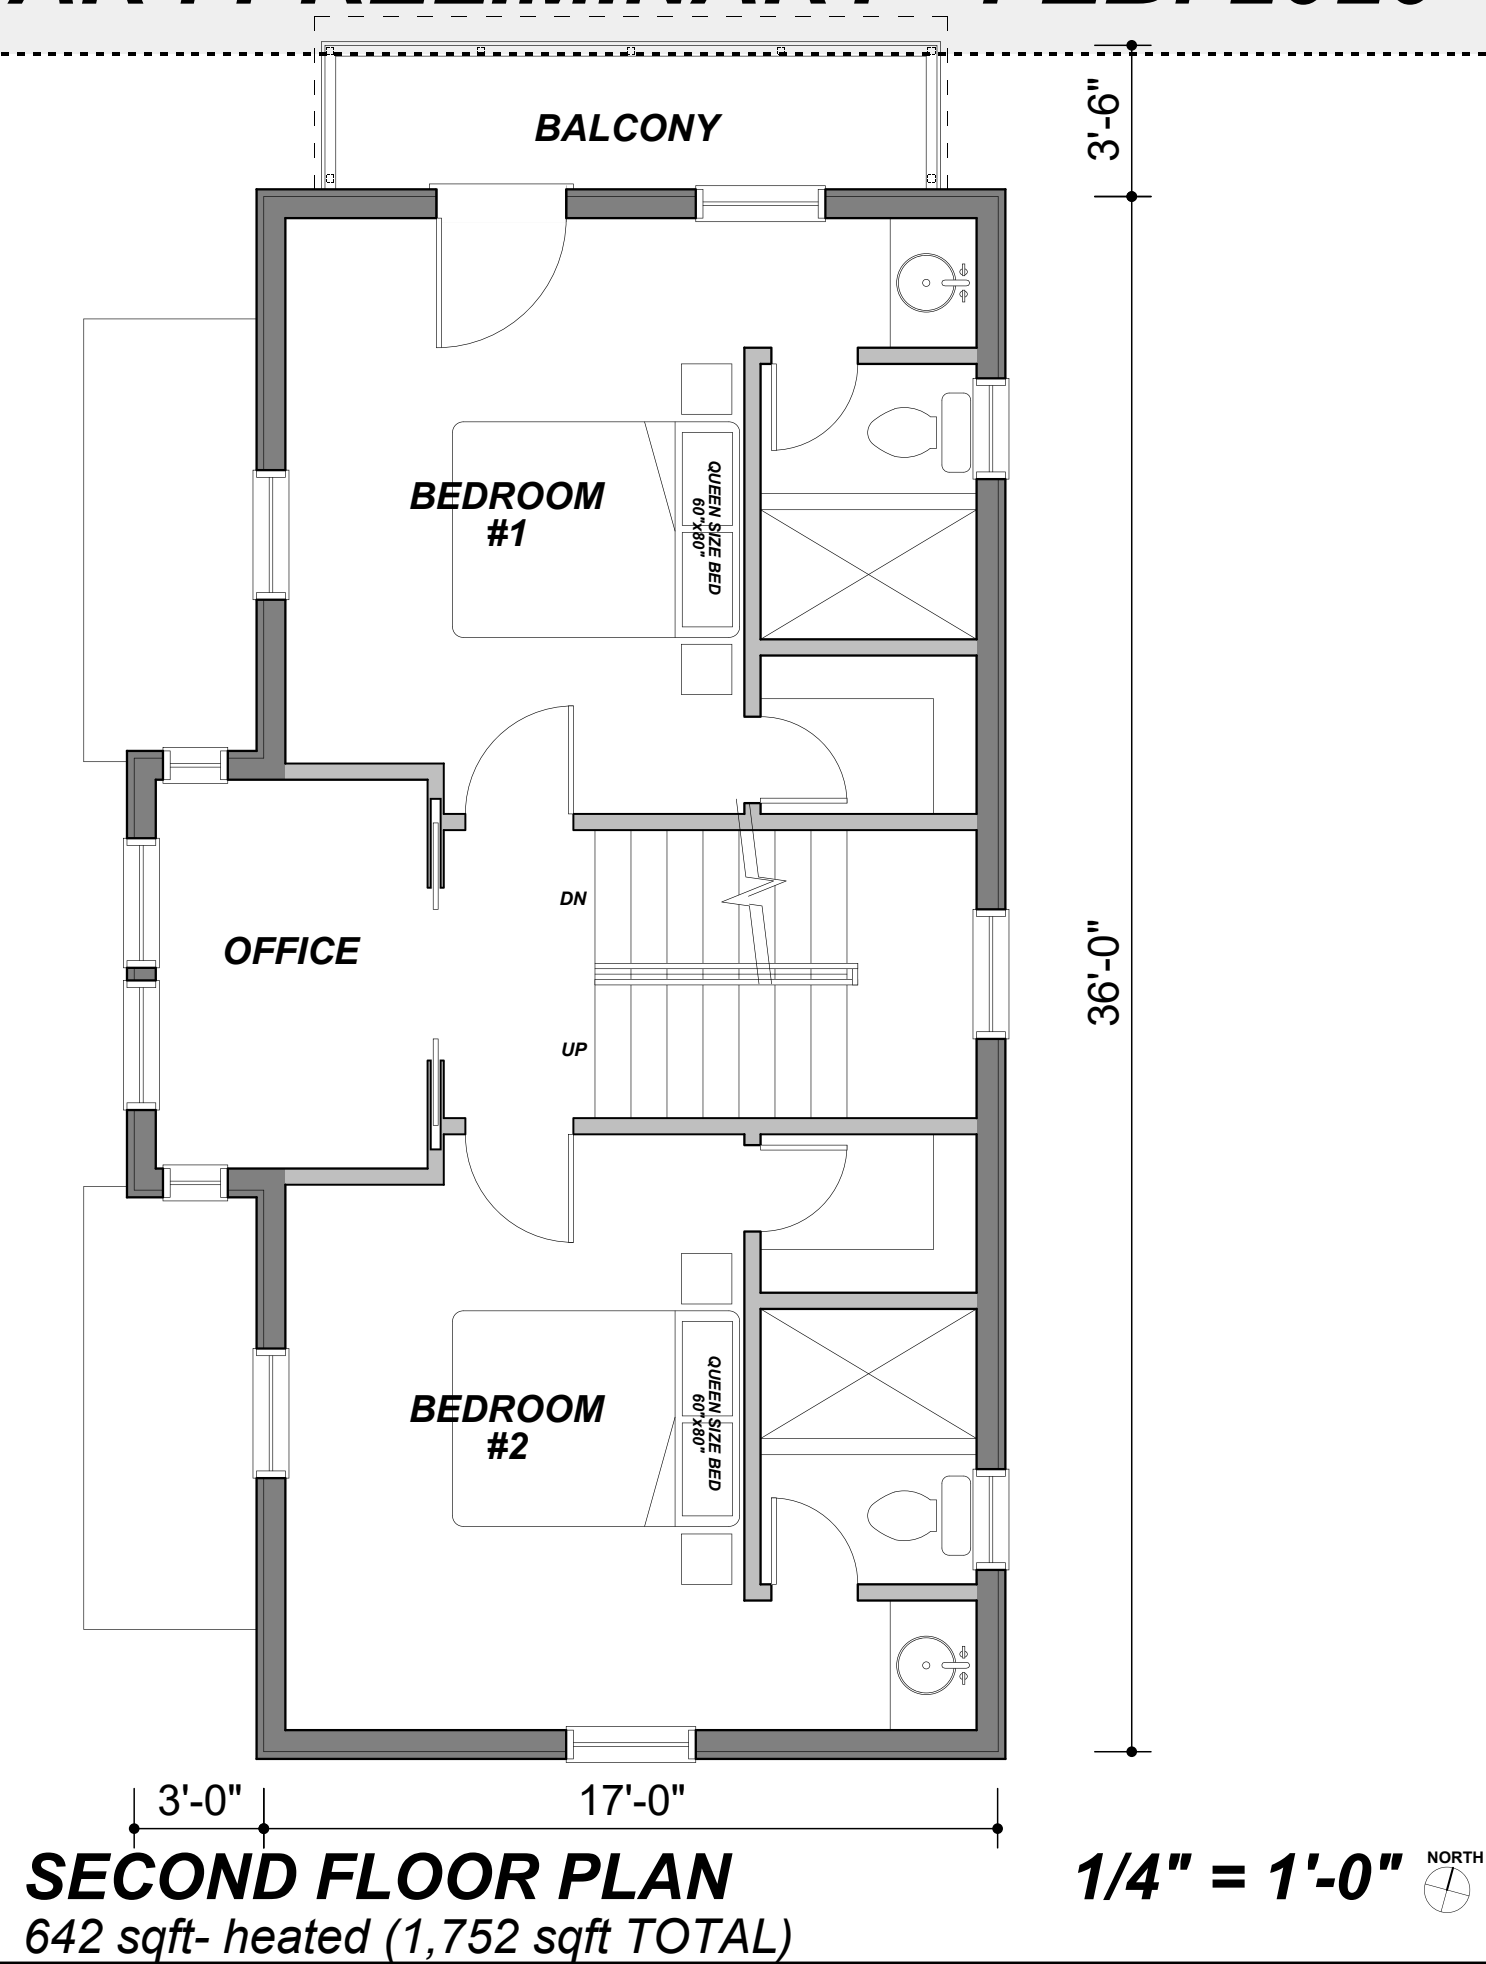 BALCONY
3'-6"
BEDROOM
#1
QUEEN SIZE BED
60"x80"
DN
OFFICE
36'-0"
UP
BEDROOM
#2
QUEEN SIZE BED
60"x80"
3'-0"
17'-0"
SECOND FLOOR PLAN
1/4" = 1'-0"
NORTH
642 sqft- heated (1,752 sqft TOTAL)